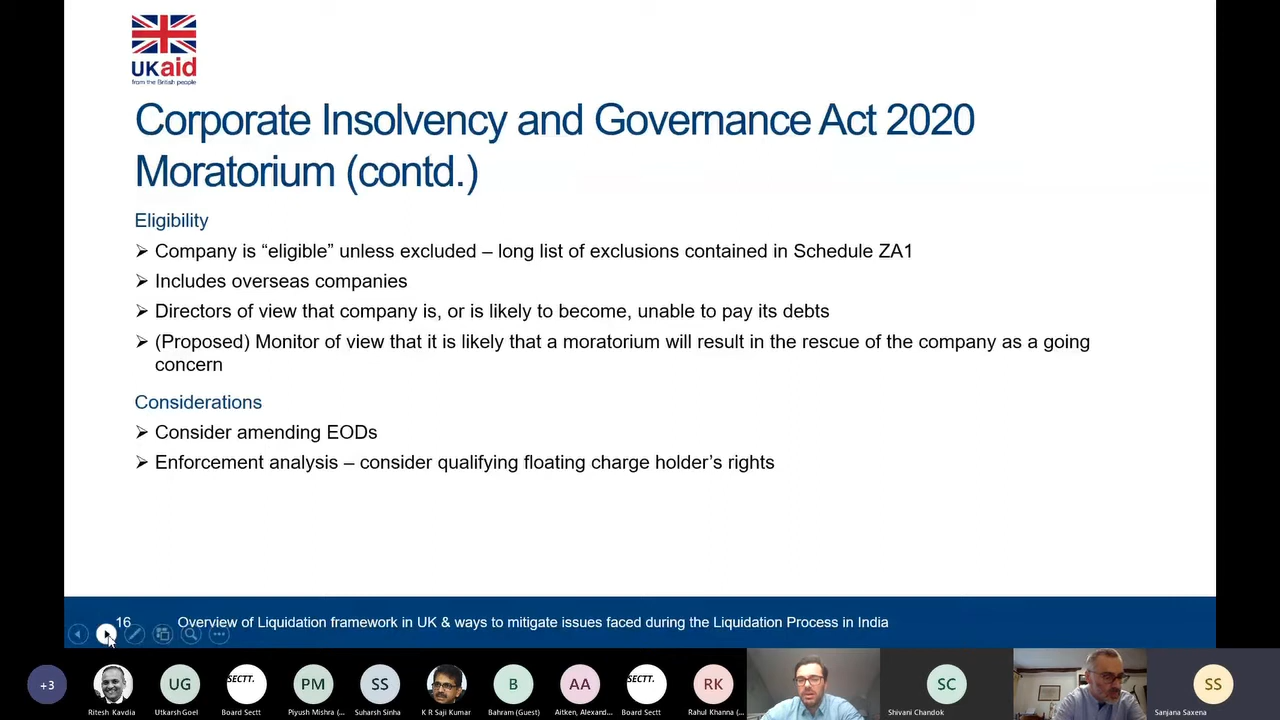 UKaid
from the British people
Corporate Insolvency and Governance Act 2020
Moratorium (contd.)
Eligibility
➢ Company is “eligible” unless excluded – long list of exclusions contained in Schedule ZA1
➢ Includes overseas companies
➢ Directors of view that company is, or is likely to become, unable to pay its debts
➢ (Proposed) Monitor of view that it is likely that a moratorium will result in the rescue of the company as a going
concern
Considerations
➢ Consider amending EODs
➢ Enforcement analysis – consider qualifying floating charge holder’s rights
16 Overview of Liquidation framework in UK & ways to mitigate issues faced during the Liquidation Process in India
+3 UG SECTT. PM SS B AA SECTT. RK SC SS
Ritesh Kavdia Utkarsh Goel Board Sectt Piyush Mishra (... Suharsh Sinha K R Saji Kumar Bahram (Guest) Aitken, Alexand... Board Sectt Rahul Khanna (... Shivani Chandok Sanjana Saxena